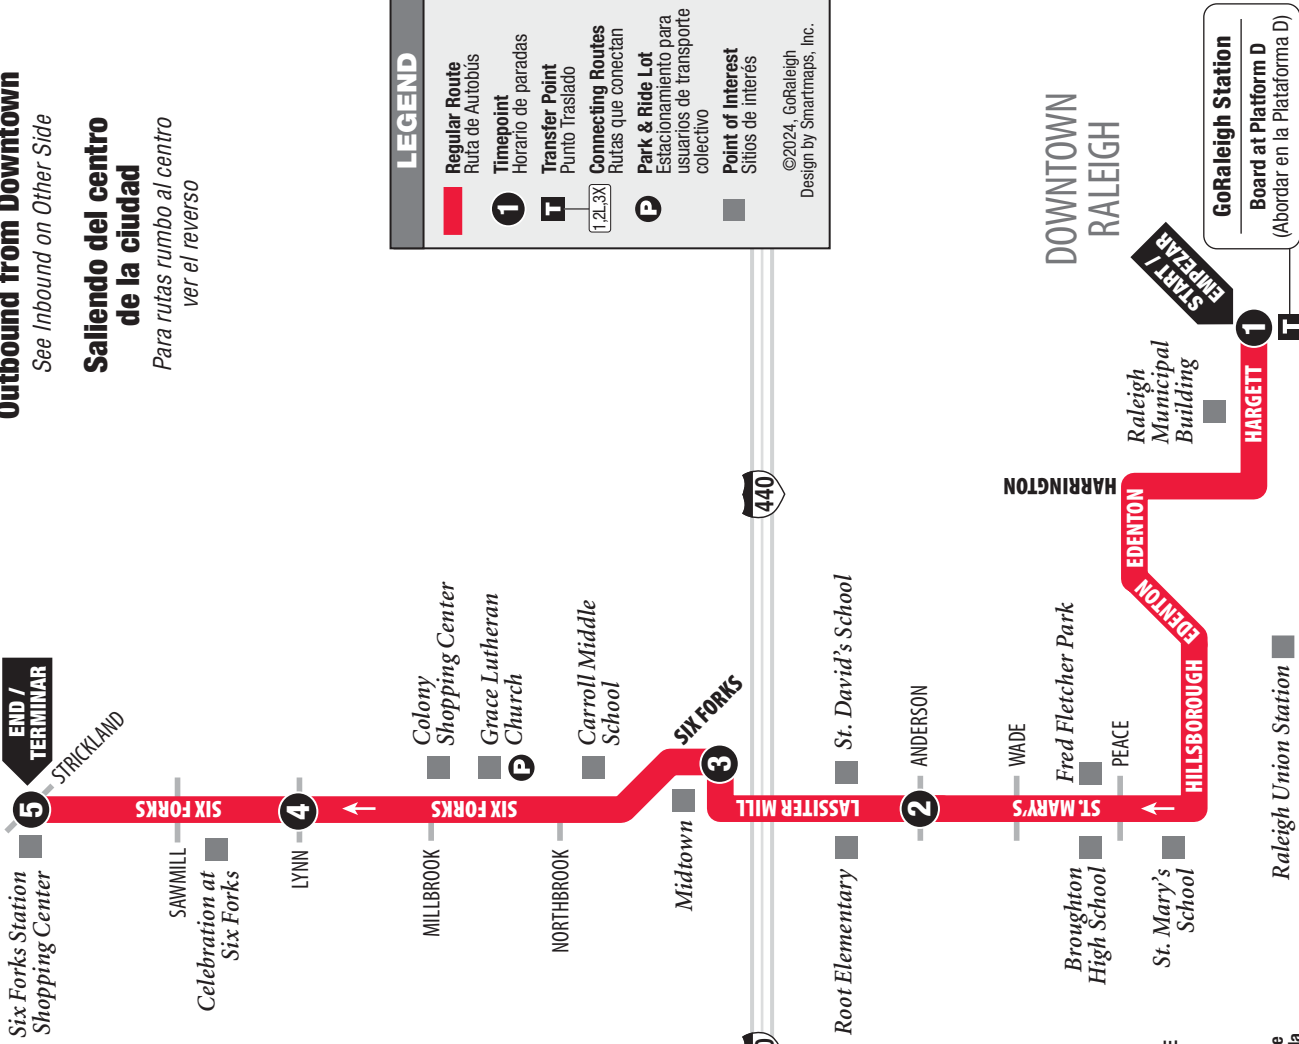 Outbound from Downtown
See Inbound on Other Side
Saliendo del centro
de la ciudad
Para rutas rumbo al centro
ver el reverso
LEGEND
Regular Route
Ruta de Autobús
1
Timepoint
Horario de paradas
T
Transfer Point
Punto Traslado
1,2L,3X
Connecting Routes
Rutas que conectan
P
Park & Ride Lot
Estacionamiento para
usuarios de transporte
colectivo
Point of Interest
Sitios de interés
©2024, GoRaleigh
Design by Smartmaps, Inc.
DOWNTOWN
RALEIGH
GoRaleigh Station
Board at Platform D
(Abordar en la Plataforma D)
START /
EMPEZAR
1
T
HARGETT
Raleigh
Municipal
Building
HARRINGTON
EDENTON
EDENTON
HILLSBOROUGH
Raleigh Union Station
St. Mary's
School
PEACE
Fred Fletcher Park
Broughton
High School
ST. MARY'S
WADE
ANDERSON
2
LASSITER MILL
St. David's School
Root Elementary
440
3
SIX FORKS
Midtown
NORTHBROOK
Carroll Middle
School
P
Grace Lutheran
Church
Colony
Shopping Center
MILLBROOK
SIX FORKS
4
LYNN
Celebration at
Six Forks
SAWMILL
SIX FORKS
5
STRICKLAND
END /
TERMINAR
Six Forks Station
Shopping Center